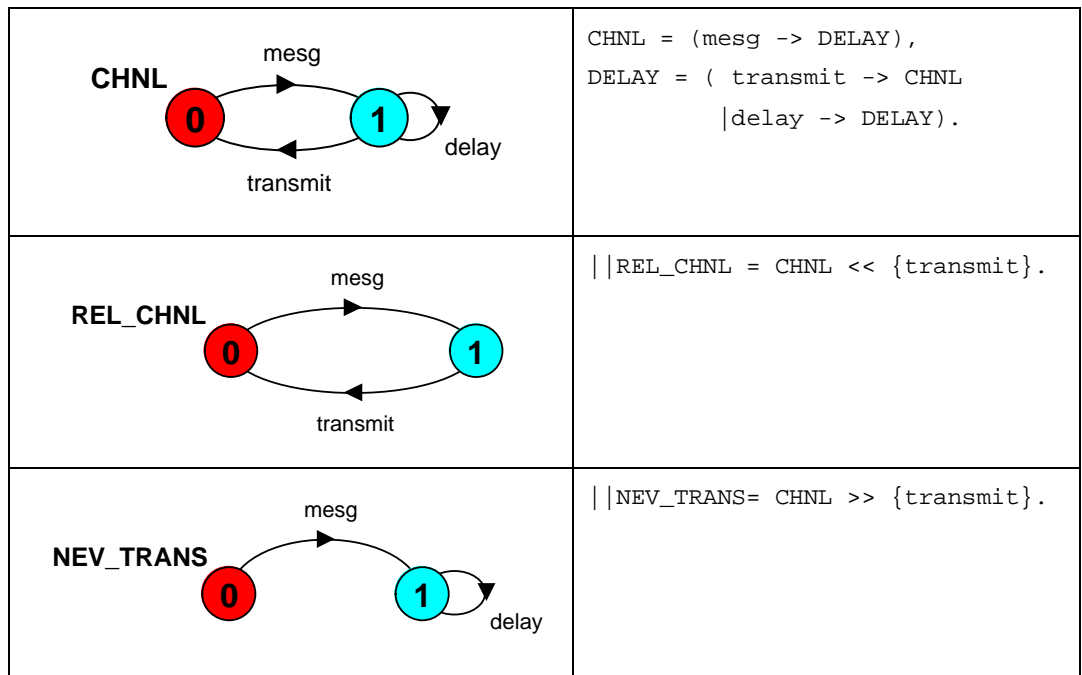 mesg
CHNL
0
1
delay
transmit
CHNL = (mesg -> DELAY),
DELAY = ( transmit -> CHNL
|delay -> DELAY).
mesg
REL_CHNL
0
1
transmit
||REL_CHNL = CHNL << {transmit}.
mesg
NEV_TRANS
0
1
delay
||NEV_TRANS= CHNL >> {transmit}.